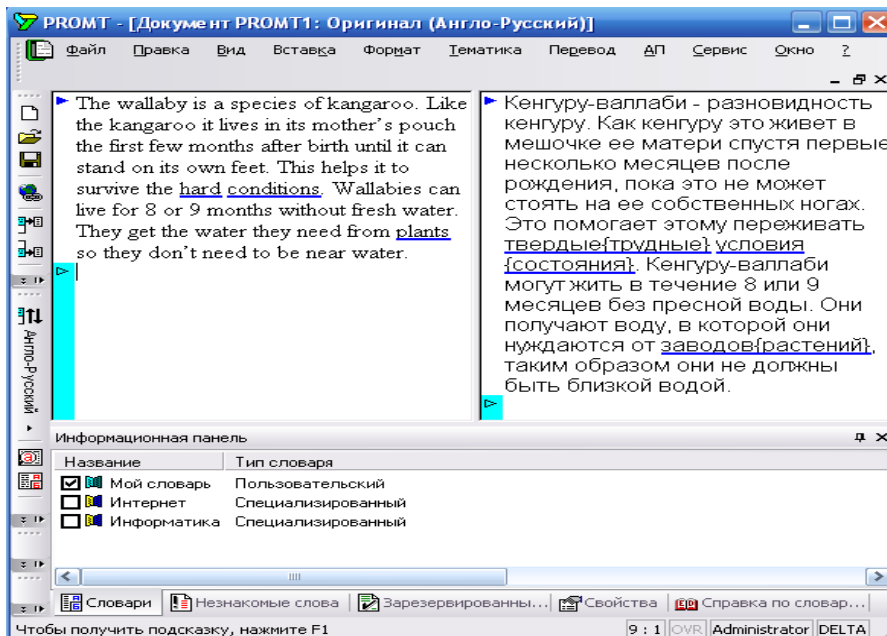 PROMT - [Документ PROMT1: Оригинал (Англо-Русский)]
Файл Правка Вид Вставка Формат Тематика Перевод АП Сервис Окно ?
The wallaby is a species of kangaroo. Like
the kangaroo it lives in its mother's pouch
the first few months after birth until it can
stand on its own feet. This helps it to
survive the hard conditions. Wallabies can
live for 8 or 9 months without fresh water.
They get the water they need from plants
so they don't need to be near water.
Кенгуру-валлаби - разновидность
кенгуру. Как кенгуру это живет в
мешочке ее матери спустя первые
несколько месяцев после
рождения, пока это не может
стоять на ее собственных ногах.
Это помогает этому переживать
твердые{трудные} условия
{состояния}. Кенгуру-валлаби
могут жить в течение 8 или 9
месяцев без пресной воды. Они
получают воду, в которой они
нуждаются от заводов{растений},
таким образом они не должны
быть близкой водой.
Англо-Русский
Информационная панель
Название Тип словаря
Мой словарь Пользовательский
Интернет Специализированный
Информатика Специализированный
Словари Незнакомые слова Зарезервированны... Свойства Справка по словар...
Чтобы получить подсказку, нажмите F1 9 : 1 OVR Administrator DELTA